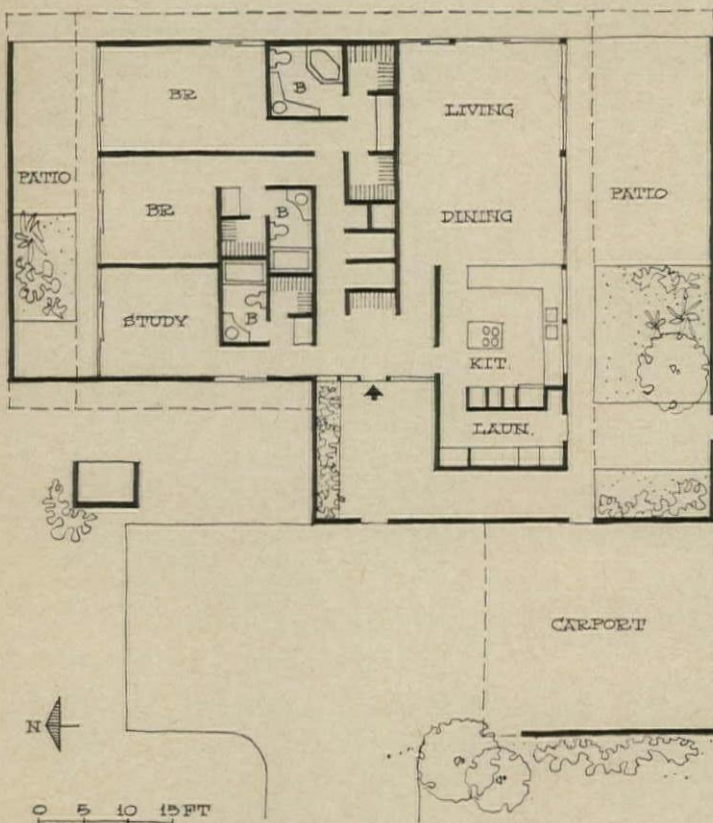 BR
B
LIVING
PATIO
BR
B
DINING
PATIO
STUDY
B
KIT.
LAUN.
CARPORT
N
0 5 10 15 FT